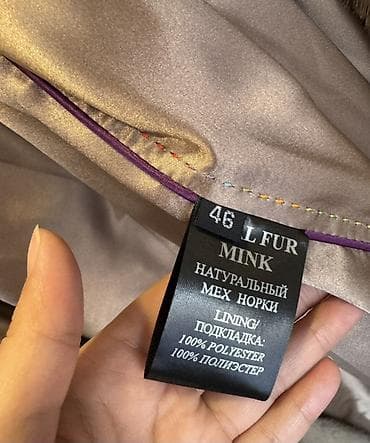 46
FUR
MINK
НАТУРАЛЬНЫЙ
МЕХ НОРКИ
LINING/
ПОДКЛАДКА:
100% POLYESTER
100% ПОЛИЭСТЕР